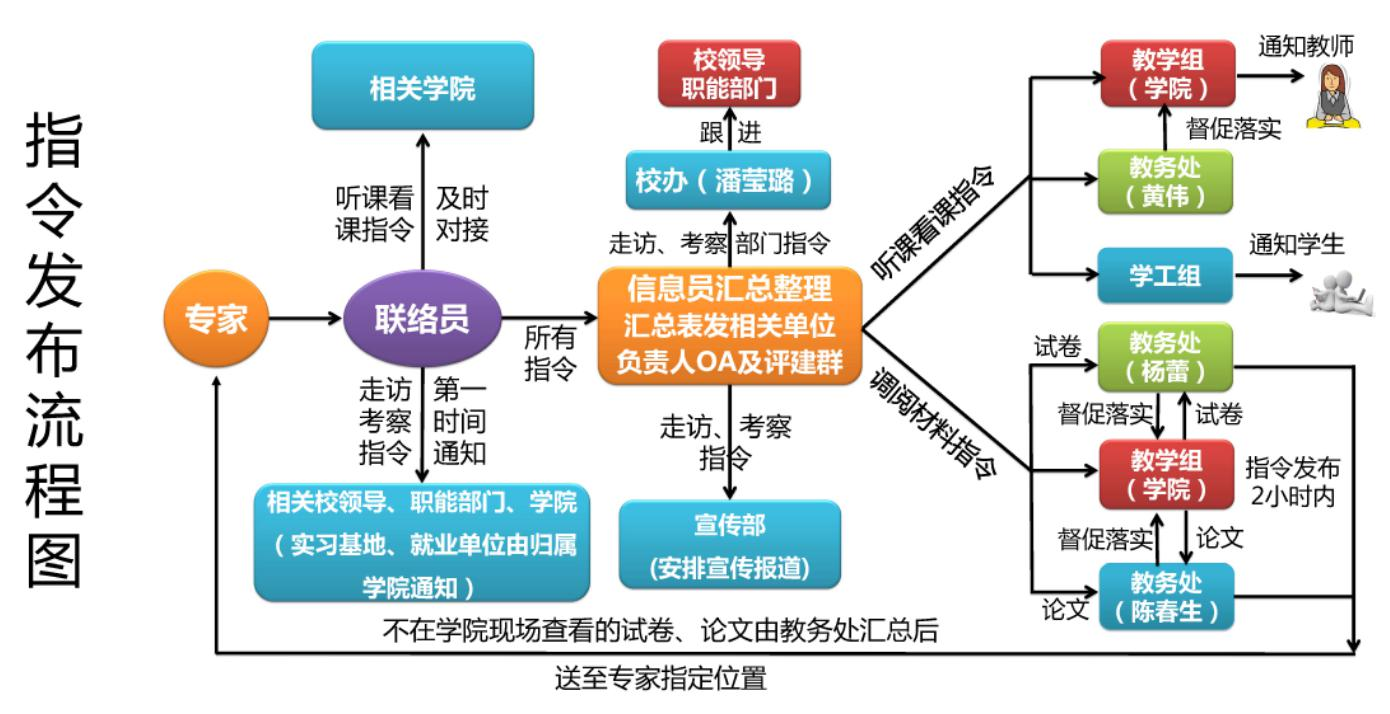 指令发布流程图
相关学院
听课看
课指令
及时
对接
专家
联络员
走访
考察
指令
第一
时间
通知
相关校领导、职能部门、学院
（实习基地、就业单位由归属
学院通知）
所有
指令
校领导
职能部门
跟进
校办（潘莹璐）
走访、考察部门指令
信息员汇总整理
汇总表发相关单位
负责人OA及评建群
走访、考察
指令
宣传部
(安排宣传报道)
听课看课指令
调阅材料指令
教学组
（学院）
通知教师
督促落实
教务处
（黄伟）
学工组
通知学生
试卷
教务处
（杨蕾）
督促落实
试卷
教学组
（学院）
指令发布
2小时内
督促落实
论文
论文
教务处
（陈春生）
不在学院现场查看的试卷、论文由教务处汇总后
送至专家指定位置